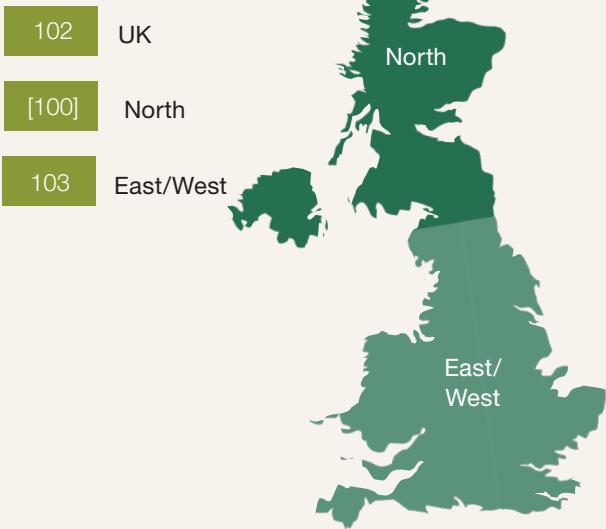 102 UK
North
[100] North
103 East/West
East/
West